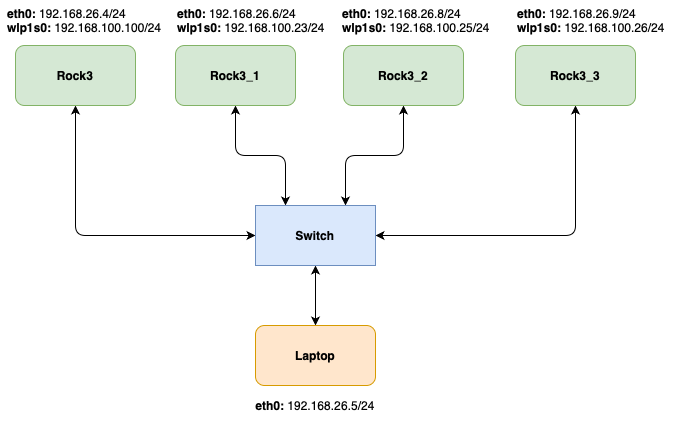 eth0: 192.168.26.4/24
wlp1s0: 192.168.100.100/24
eth0: 192.168.26.6/24
wlp1s0: 192.168.100.23/24
eth0: 192.168.26.8/24
wlp1s0: 192.168.100.25/24
eth0: 192.168.26.9/24
wlp1s0: 192.168.100.26/24
Rock3
Rock3_1
Rock3_2
Rock3_3
Switch
Laptop
eth0: 192.168.26.5/24